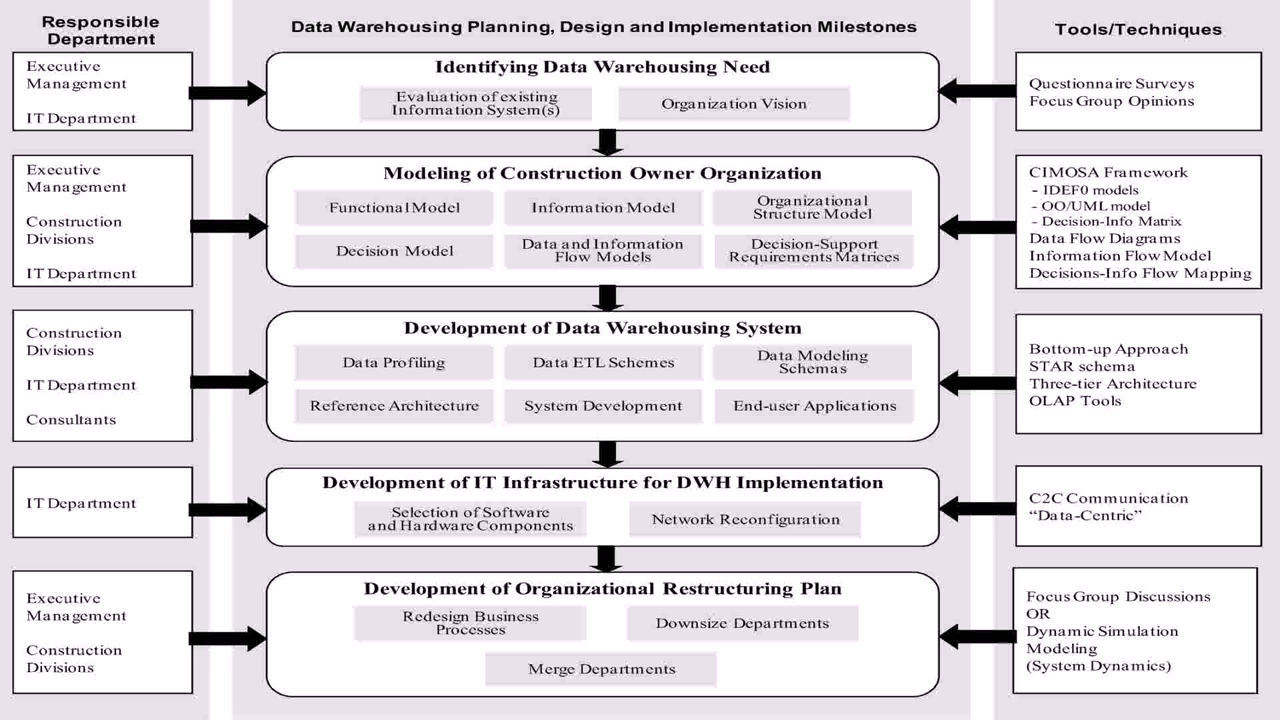 Responsible
Department
Data Warehousing Planning, Design and Implementation Milestones
Tools/Techniques
Executive
Management
IT Department
Identifying Data Warehousing Need
Evaluation of existing
Information System(s)
Organization Vision
Questionnaire Surveys
Focus Group Opinions
Executive
Management
Construction
Divisions
IT Department
Modeling of Construction Owner Organization
Functional Model
Information Model
Organizational
Structure Model
Decision Model
Data and Information
Flow Models
Decision-Support
Requirements Matrices
CIMOSA Framework
- IDEF0 models
- OO/UML model
- Decision-Info Matrix
Data Flow Diagrams
Information Flow Model
Decisions-Info Flow Mapping
Construction
Divisions
IT Department
Consultants
Development of Data Warehousing System
Data Profiling
Data ETL Schemes
Data Modeling
Schemas
Reference Architecture
System Development
End-user Applications
Bottom-up Approach
STAR schema
Three-tier Architecture
OLAP Tools
IT Department
Development of IT Infrastructure for DWH Implementation
Selection of Software
and Hardware Components
Network Reconfiguration
C2C Communication
“Data-Centric”
Executive
Management
Construction
Divisions
Development of Organizational Restructuring Plan
Redesign Business
Processes
Downsize Departments
Merge Departments
Focus Group Discussions
OR
Dynamic Simulation
Modeling
(System Dynamics)